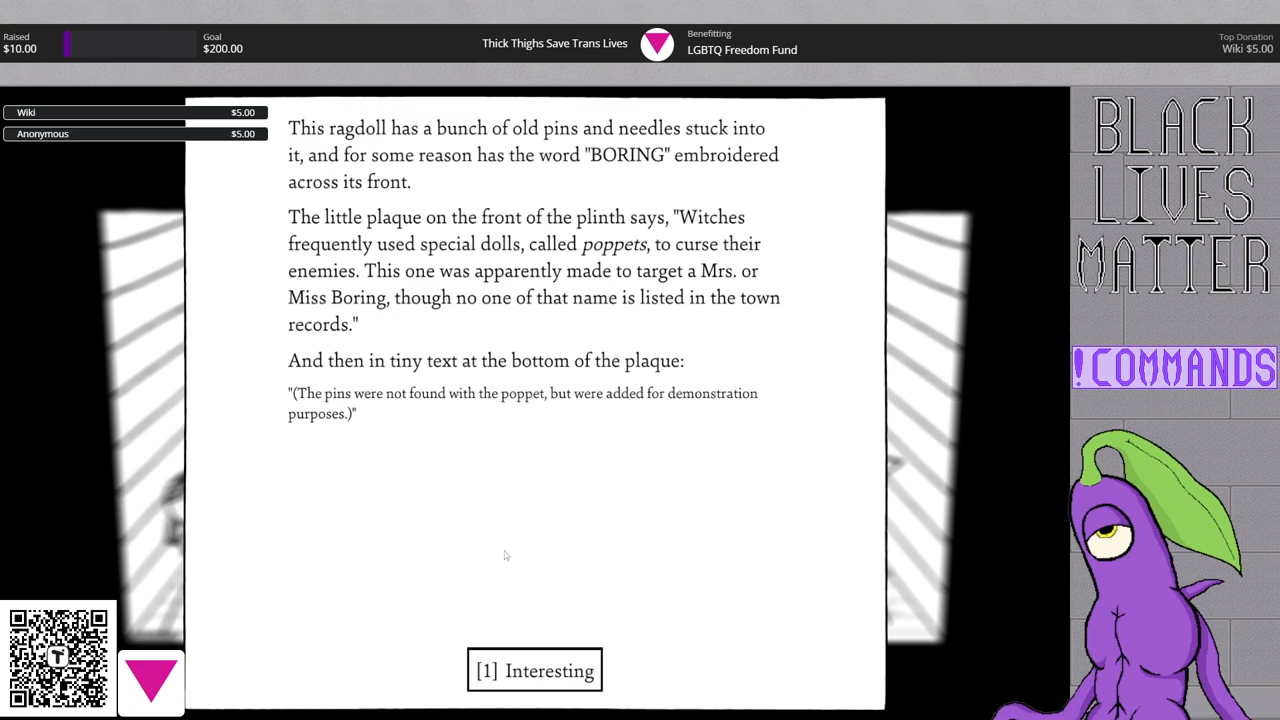 Raised
$10.00
Goal
$200.00
Thick Thighs Save Trans Lives
Benefitting
LGBTQ Freedom Fund
Top Donation
Wiki $5.00
Wiki $5.00
Anonymous $5.00
This ragdoll has a bunch of old pins and needles stuck into
it, and for some reason has the word "BORING" embroidered
across its front.
The little plaque on the front of the plinth says, "Witches
frequently used special dolls, called poppets, to curse their
enemies. This one was apparently made to target a Mrs. or
Miss Boring, though no one of that name is listed in the town
records."
And then in tiny text at the bottom of the plaque:
"(The pins were not found with the poppet, but were added for demonstration
purposes.)"
[1] Interesting
BLACK
LIVES
MATTER
!COMMANDS
T